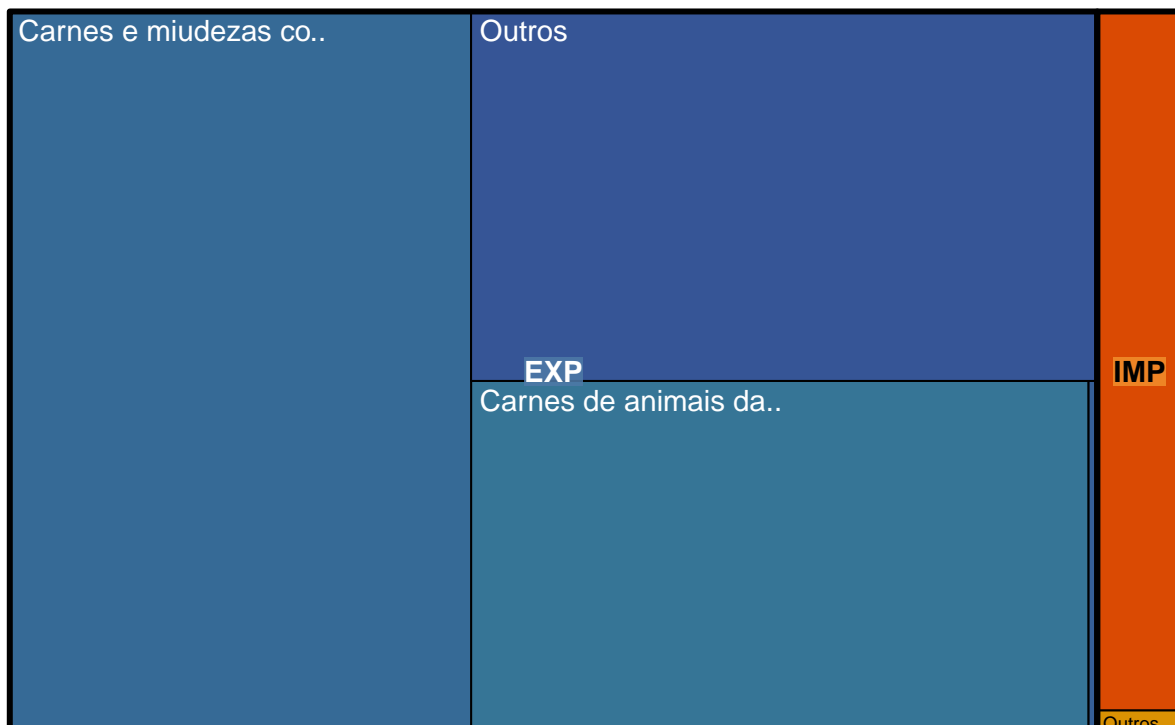 Carnes e miudezas co..
Outros
EXP
IMP
Carnes de animais da..
Outros